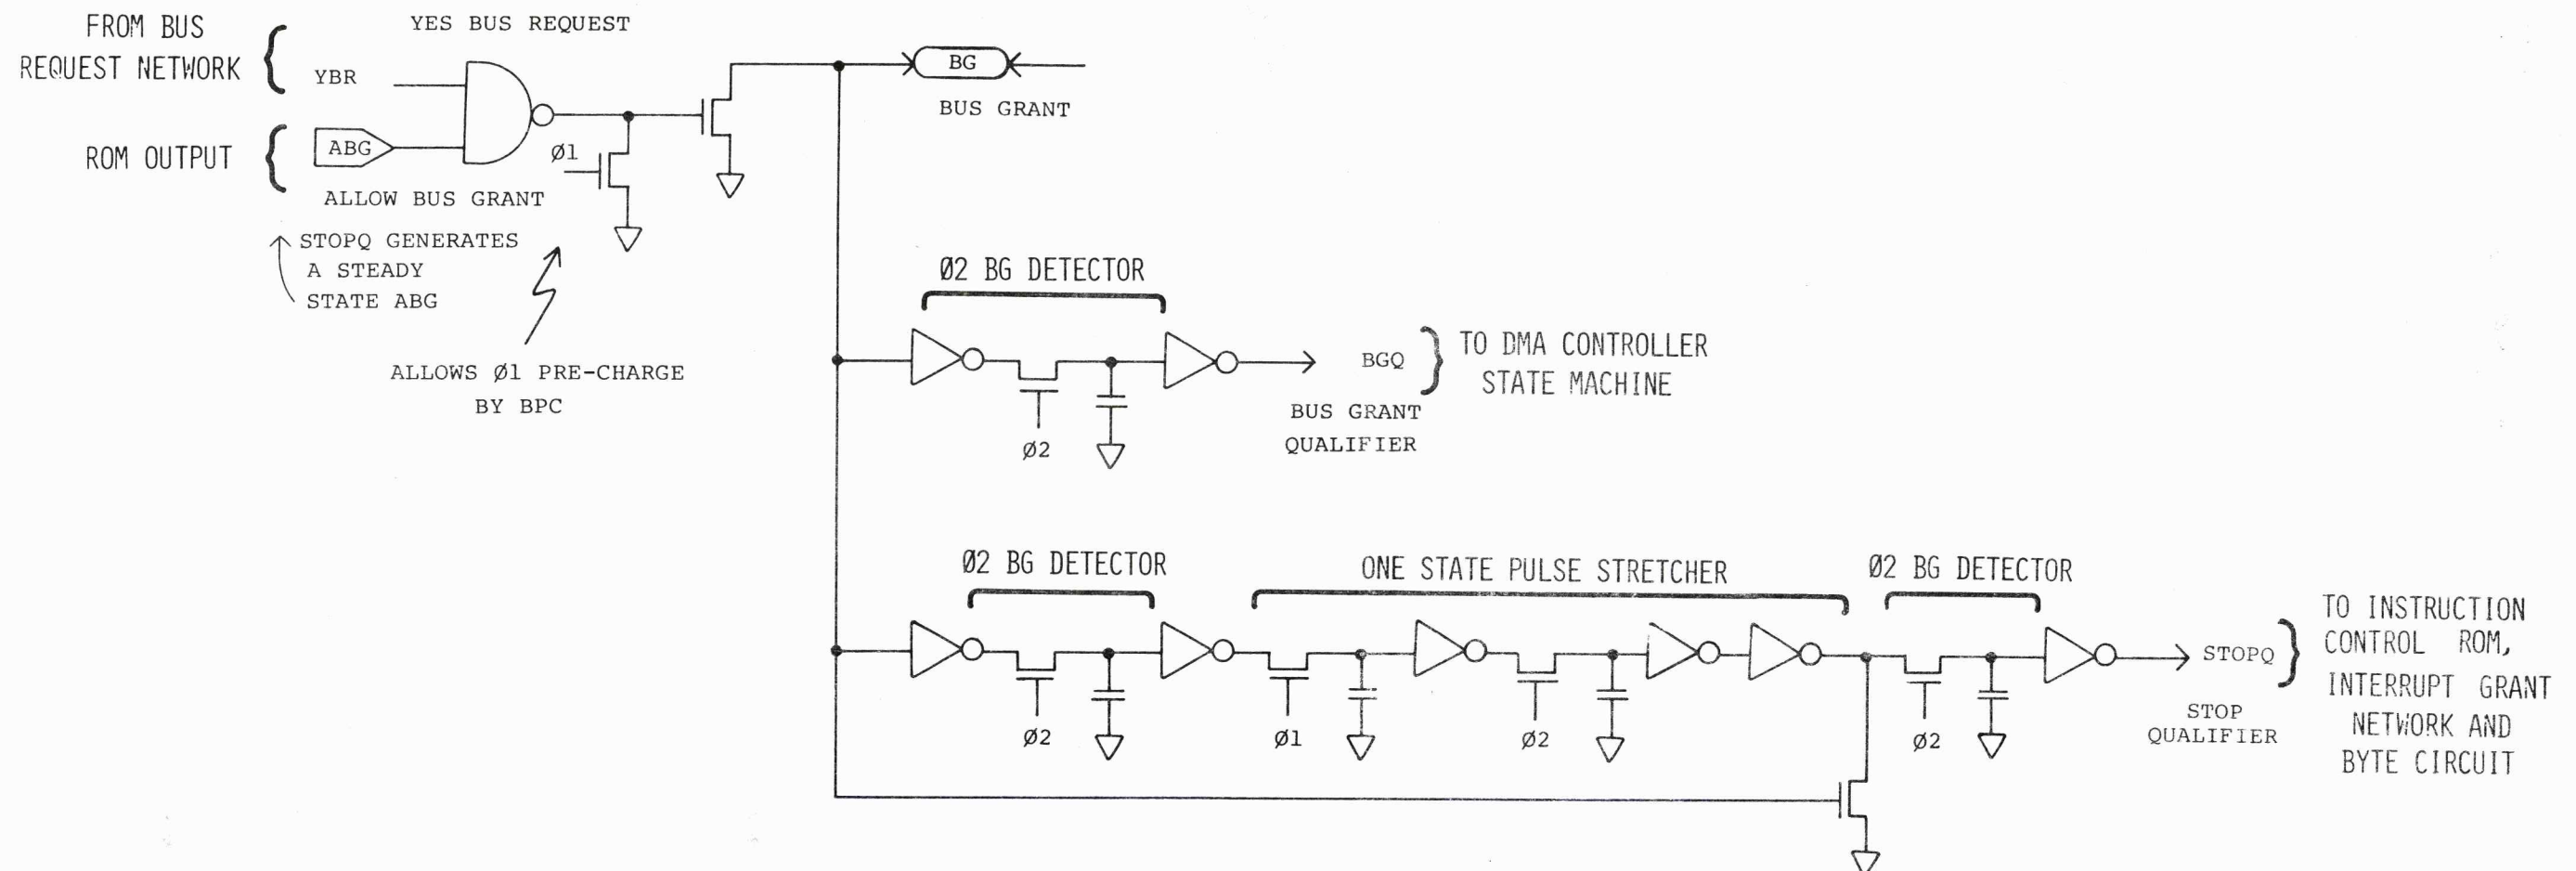 FROM BUS
REQUEST NETWORK
YES BUS REQUEST
YBR
ROM OUTPUT
ABG
ALLOW BUS GRANT
STOPQ GENERATES
A STEADY
STATE ABG
Ø1
ALLOWS Ø1 PRE-CHARGE
BY BPC
BG
BUS GRANT
Ø2 BG DETECTOR
Ø2
BGQ
BUS GRANT
QUALIFIER
TO DMA CONTROLLER
STATE MACHINE
Ø2 BG DETECTOR
ONE STATE PULSE STRETCHER
Ø2 BG DETECTOR
Ø2
Ø1
Ø2
Ø2
STOPQ
STOP
QUALIFIER
TO INSTRUCTION
CONTROL ROM,
INTERRUPT GRANT
NETWORK AND
BYTE CIRCUIT